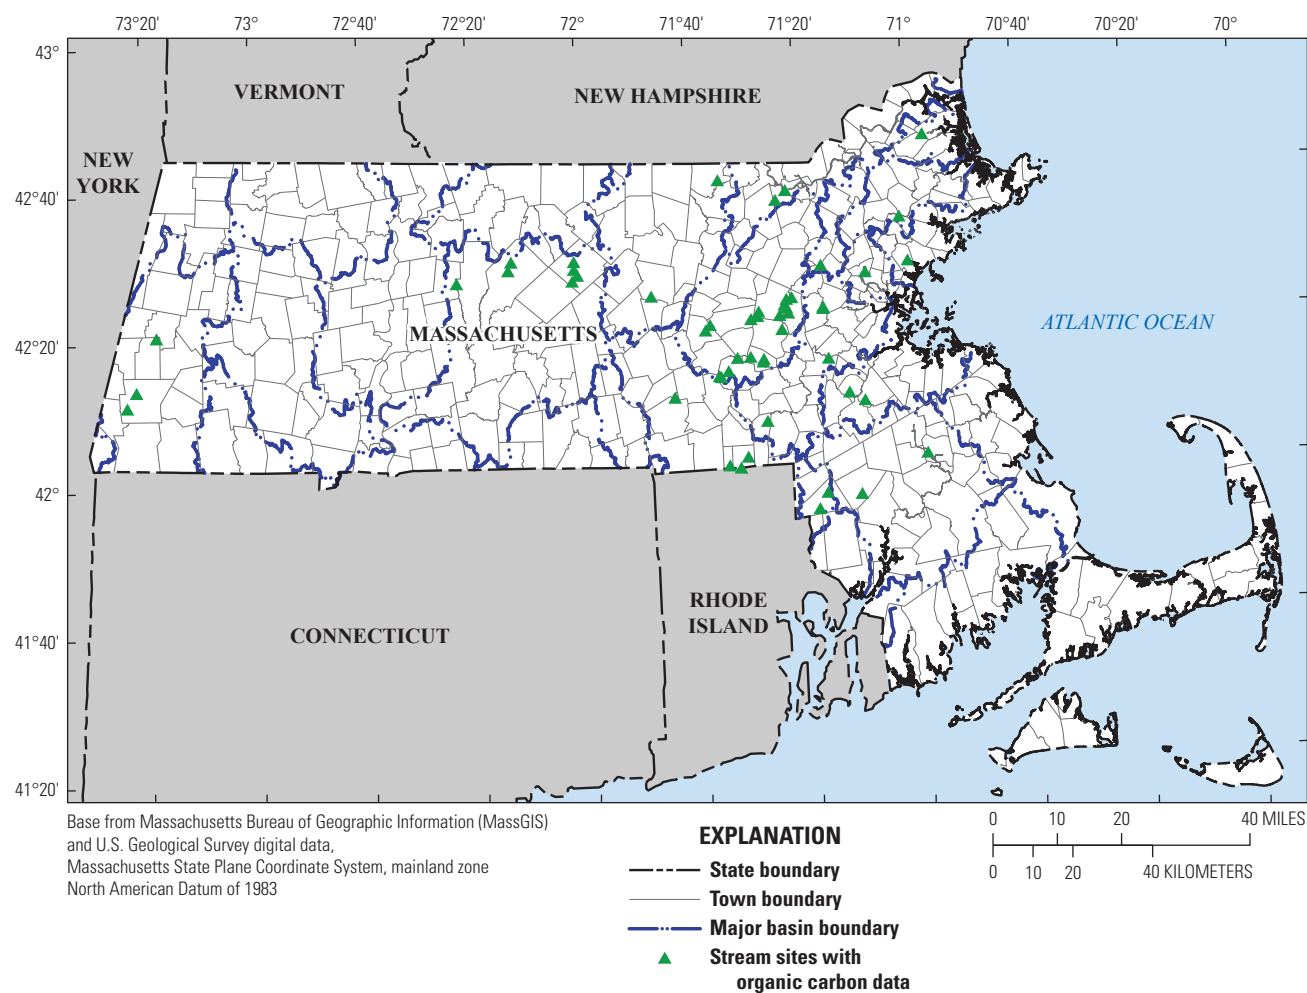 73°20' 73° 72°40' 72°20' 72° 71°40' 71°20' 71° 70°40' 70°20' 70°
43°
VERMONT
NEW HAMPSHIRE
NEW
YORK
42°40'
ATLANTIC OCEAN
MASSACHUSETTS
42°20'
42°
RHODE
ISLAND
CONNECTICUT
41°40'
41°20'
Base from Massachusetts Bureau of Geographic Information (MassGIS)
and U.S. Geological Survey digital data,
Massachusetts State Plane Coordinate System, mainland zone
North American Datum of 1983
0 10 20 40 MILES
0 10 20 40 KILOMETERS
EXPLANATION
State boundary
Town boundary
Major basin boundary
Stream sites with
organic carbon data